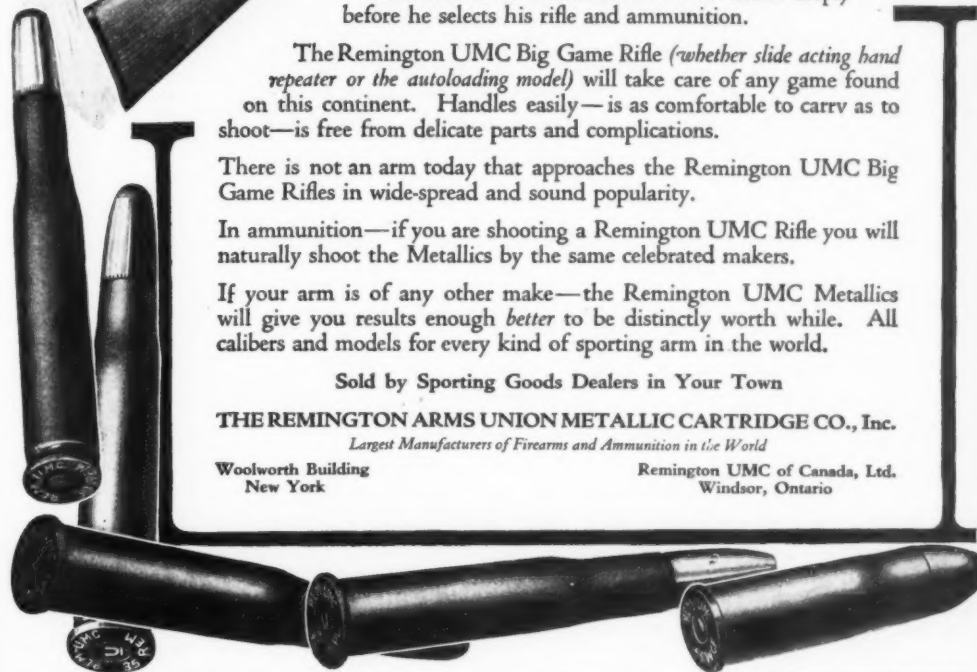 before he selects his rifle and ammunition.
The Remington UMC Big Game Rifle (whether slide acting hand
repeater or the autoloading model) will take care of any game found
on this continent. Handles easily—is as comfortable to carry as to
shoot—is free from delicate parts and complications.
There is not an arm today that approaches the Remington UMC Big
Game Rifles in wide-spread and sound popularity.
In ammunition—if you are shooting a Remington UMC Rifle you will
naturally shoot the Metallics by the same celebrated makers.
If your arm is of any other make—the Remington UMC Metallics
will give you results enough better to be distinctly worth while. All
calibers and models for every kind of sporting arm in the world.
Sold by Sporting Goods Dealers in Your Town
THE REMINGTON ARMS UNION METALLIC CARTRIDGE CO., Inc.
Largest Manufacturers of Firearms and Ammunition in the World
Woolworth Building
New York
Remington UMC of Canada, Ltd.
Windsor, Ontario
REM-UMC
35 REM
U